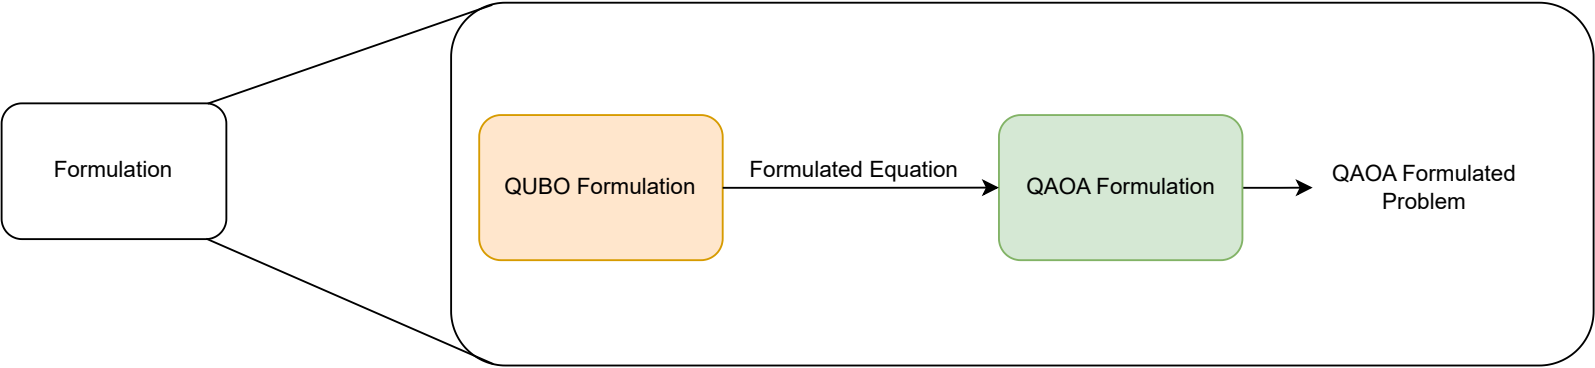 Formulation
QUBO Formulation
Formulated Equation
QAOA Formulation
QAOA Formulated
Problem